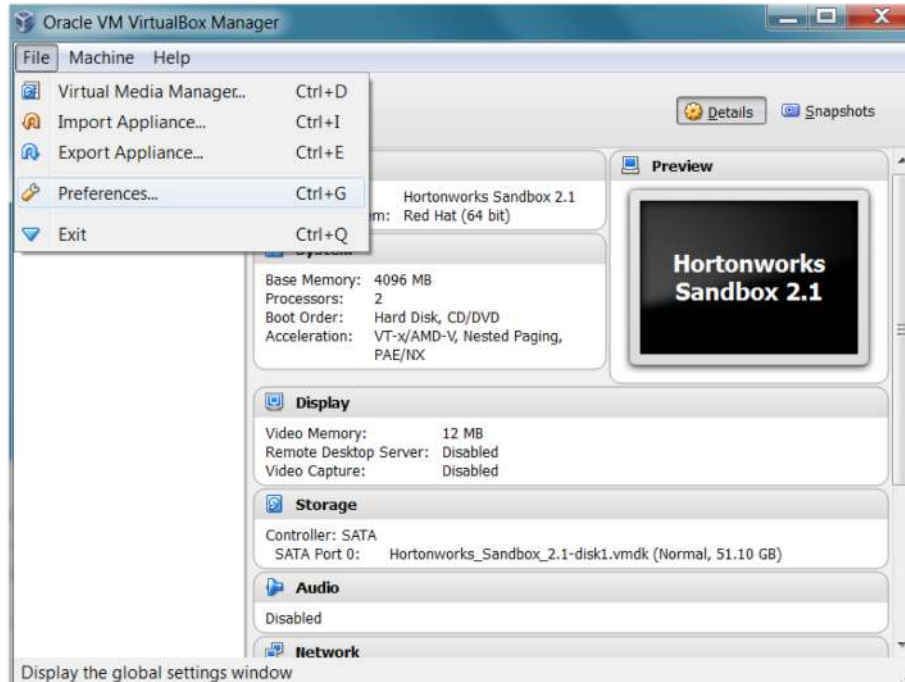 Oracle VM VirtualBox Manager
File Machine Help
Virtual Media Manager... Ctrl+D
Import Appliance... Ctrl+I
Export Appliance... Ctrl+E
Preferences... Ctrl+G
Exit Ctrl+Q
Details Snapshots
Hortonworks Sandbox 2.1
Red Hat (64 bit)
Preview
Hortonworks
Sandbox 2.1
System
Base Memory: 4096 MB
Processors: 2
Boot Order: Hard Disk, CD/DVD
Acceleration: VT-x/AMD-V, Nested Paging,
PAE/NX
Display
Video Memory: 12 MB
Remote Desktop Server: Disabled
Video Capture: Disabled
Storage
Controller: SATA
SATA Port 0: Hortonworks_Sandbox_2.1-disk1.vmdk (Normal, 51.10 GB)
Audio
Disabled
Network
Display the global settings window